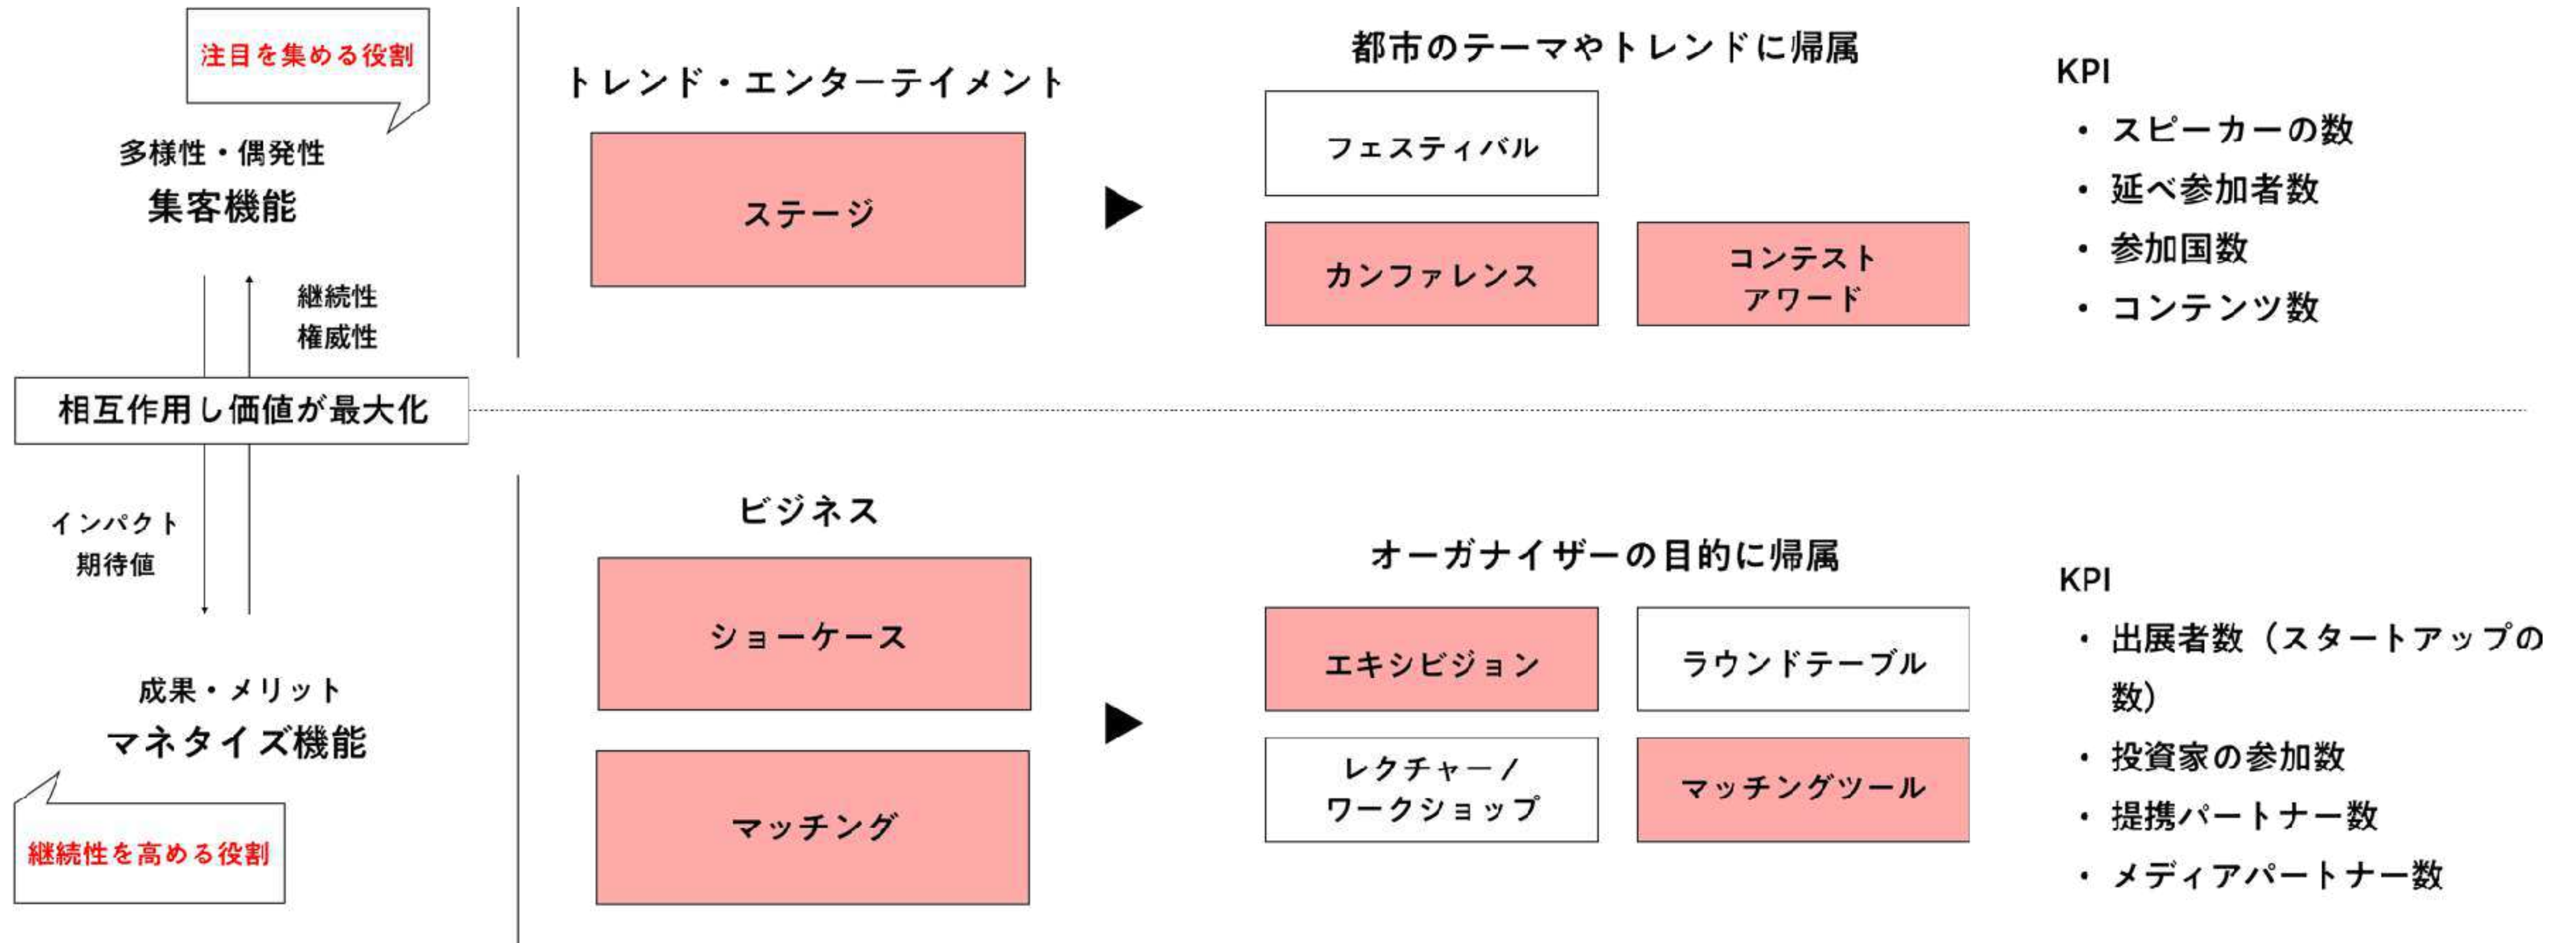 注目を集める役割
多様性・偶発性
集客機能
継続性
権威性
相互作用し価値が最大化
インパクト
期待値
成果・メリット
マネタイズ機能
継続性を高める役割
トレンド・エンターテイメント
ステージ
都市のテーマやトレンドに帰属
フェスティバル
カンファレンス
コンテスト
アワード
KPI
・ スピーカーの数
・ 延べ参加者数
・ 参加国数
・ コンテンツ数
ビジネス
ショーケース
マッチング
オーガナイザーの目的に帰属
エキシビジョン
ラウンドテーブル
レクチャー/
ワークショップ
マッチングツール
KPI
・ 出展者数(スタートアップの
数)
・ 投資家の参加数
・ 提携パートナー数
・ メディアパートナー数